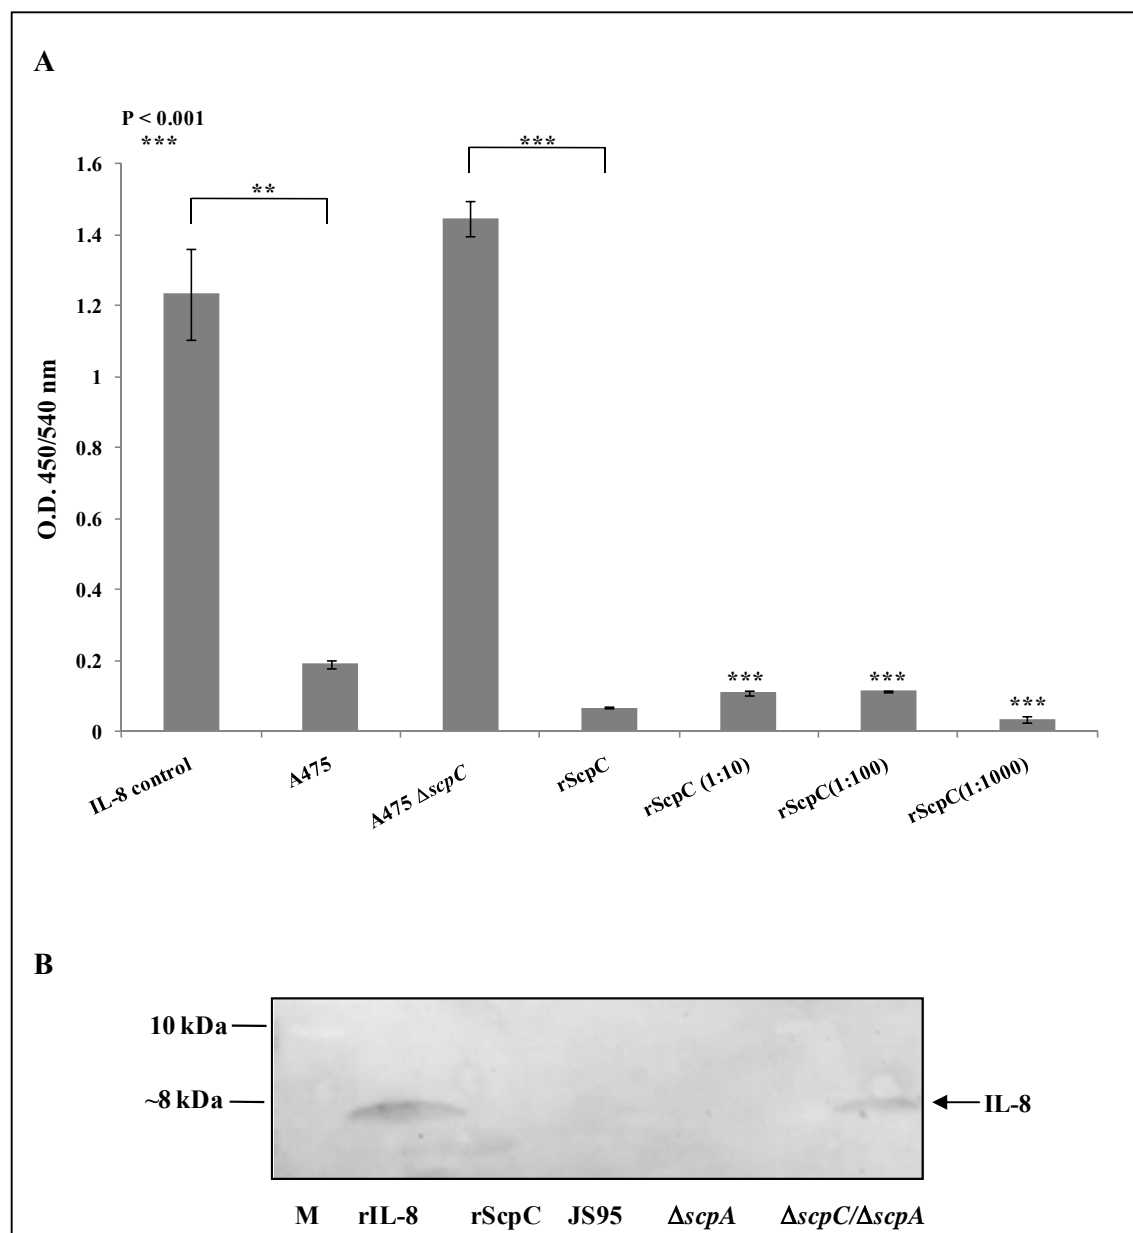 A
P < 0.001
***
**
***
1.6
1.4
1.2
1
0.8
0.6
0.4
0.2
0
O.D. 450/540 nm
***
***
***
IL-8 control
A475
A475 ΔscpC
rScpC
rScpC (1:10)
rScpC(1:100)
rScpC(1:1000)
B
10 kDa
~8 kDa
IL-8
M rIL-8 rScpC JS95 ΔscpA ΔscpC/ΔscpA